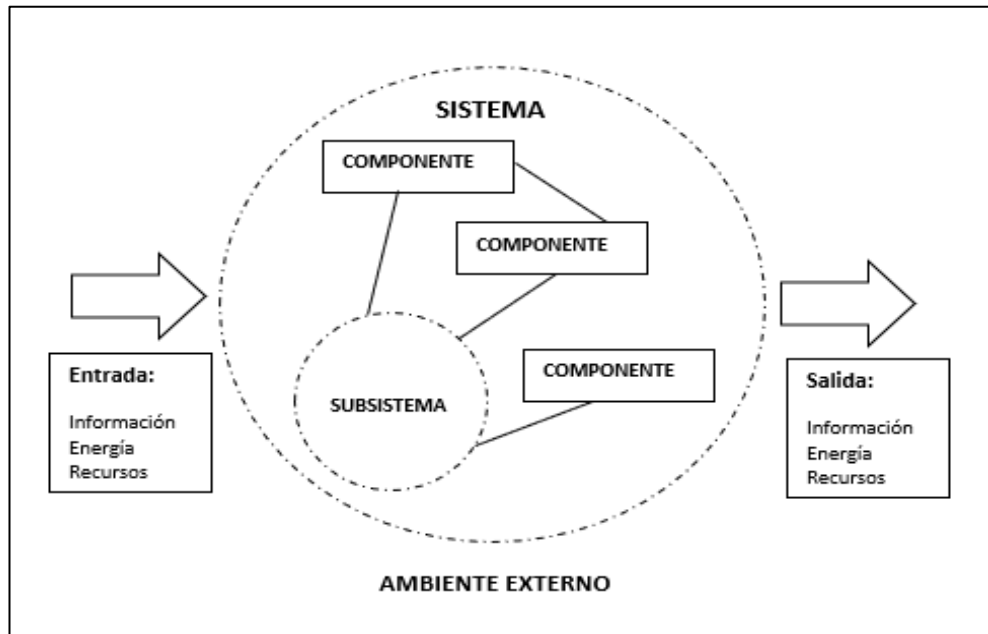 SISTEMA
COMPONENTE
COMPONENTE
COMPONENTE
SUBSISTEMA
Entrada:
Información
Energía
Recursos
Salida:
Información
Energía
Recursos
AMBIENTE EXTERNO